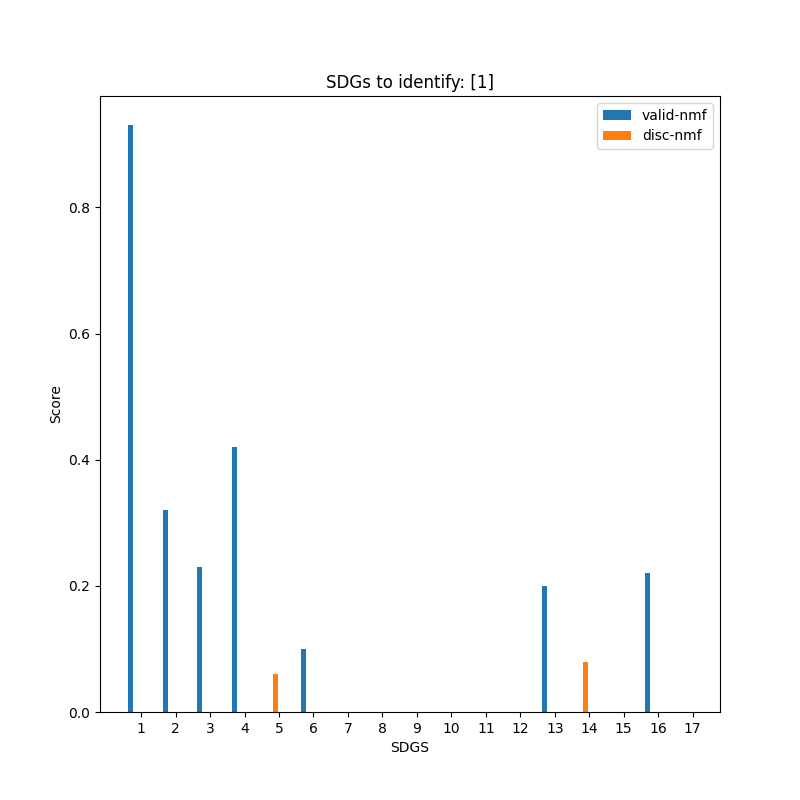 SDGs to identify: [1]
valid-nmf
disc-nmf
0.8
0.6
0.4
0.2
0.0
Score
1 2 3 4 5 6 7 8 9 10 11 12 13 14 15 16 17
SDGS